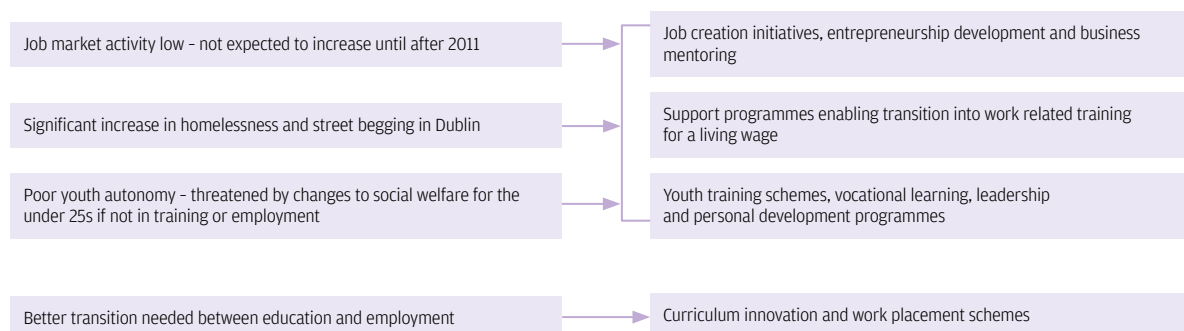 Job market activity low – not expected to increase until after 2011
Job creation initiatives, entrepreneurship development and business
mentoring
Significant increase in homelessness and street begging in Dublin
Support programmes enabling transition into work related training
for a living wage
Poor youth autonomy – threatened by changes to social welfare for the
under 25s if not in training or employment
Youth training schemes, vocational learning, leadership
and personal development programmes
Better transition needed between education and employment
Curriculum innovation and work placement schemes